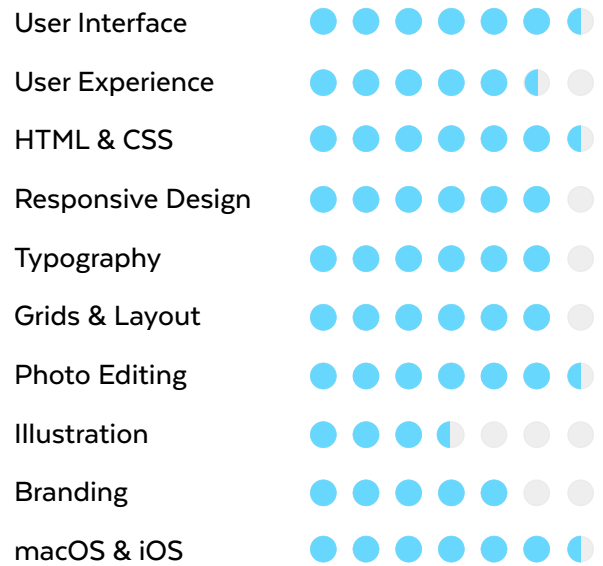 User Interface
User Experience
HTML & CSS
Responsive Design
Typography
Grids & Layout
Photo Editing
Illustration
Branding
macOS & iOS